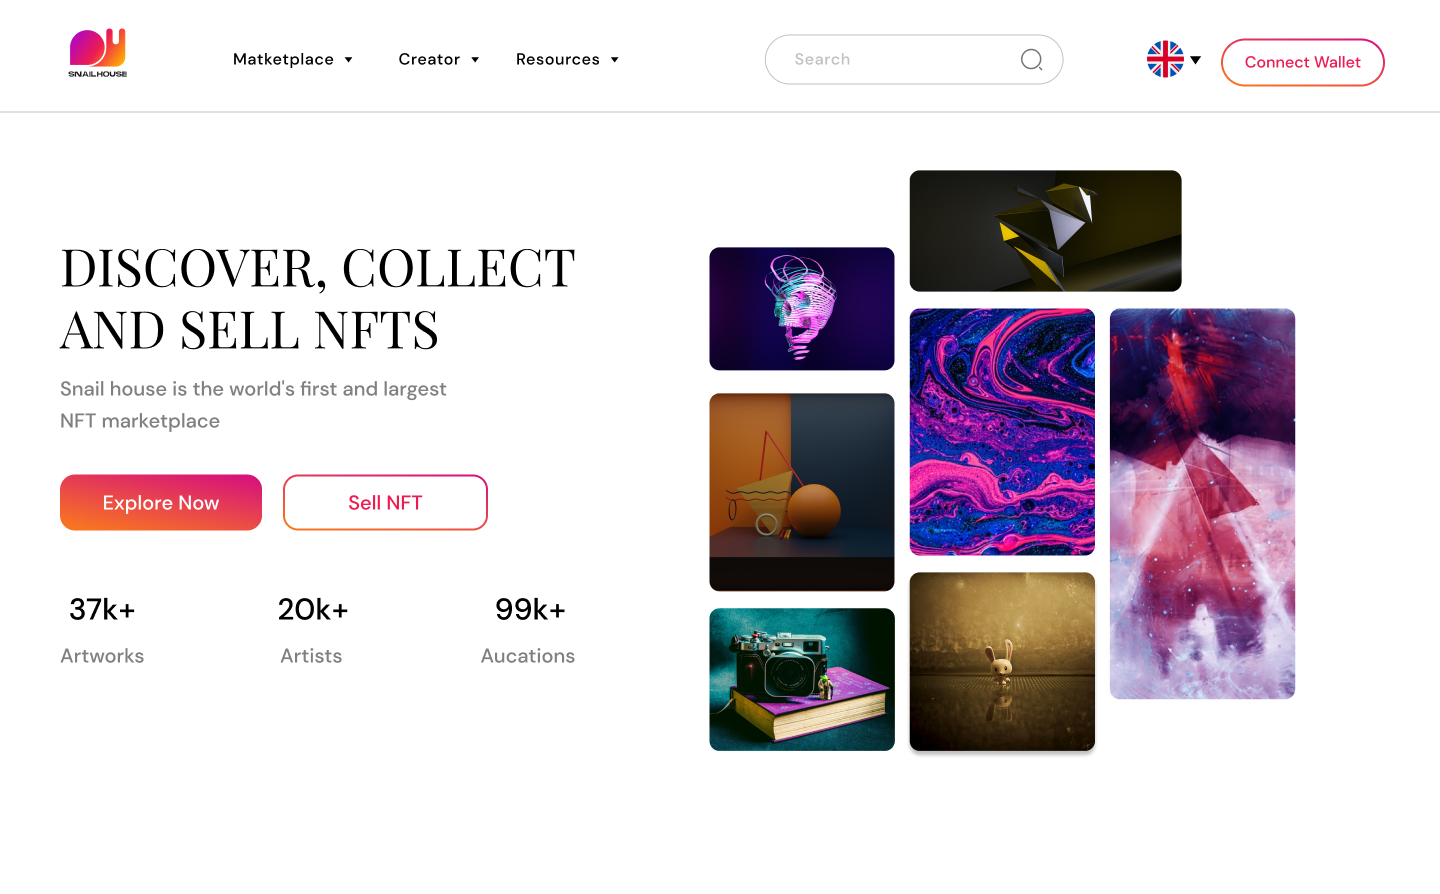 SNAILHOUSE
Matketplace
Creator
Resources
Search
Connect Wallet
DISCOVER, COLLECT
AND SELL NFTS
Snail house is the world's first and largest
NFT marketplace
Explore Now
Sell NFT
37k+
20k+
99k+
Artworks
Artists
Aucations